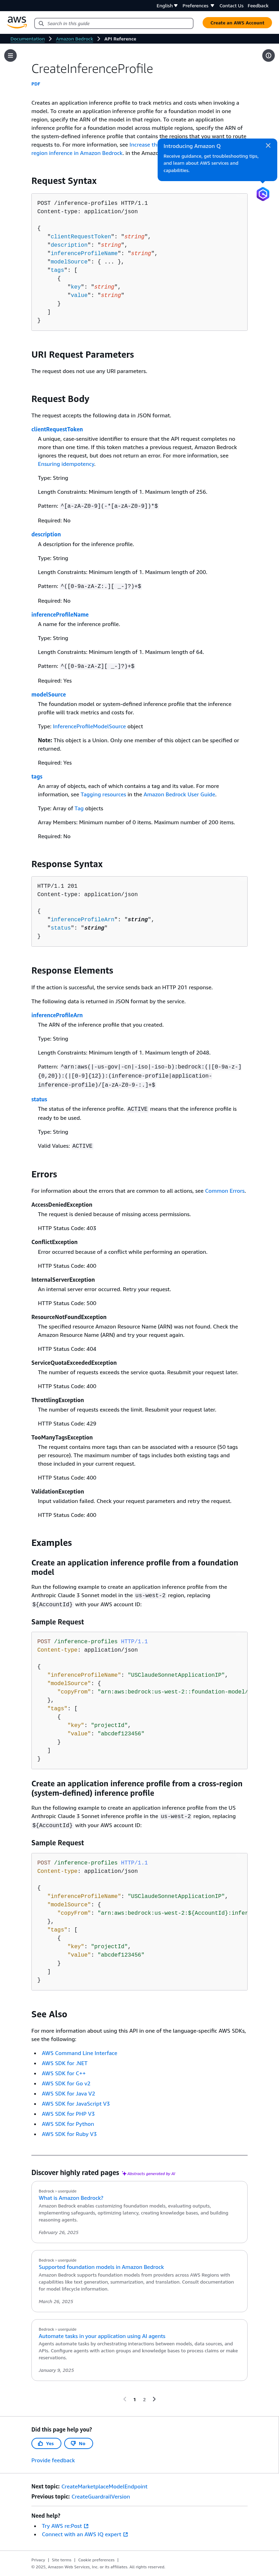 English
Preferences
Contact Us
Feedback
aws
Search in this guide
Create an AWS Account
Documentation
Amazon Bedrock
API Reference
CreateInferenceProfile
PDF
Creates an application inference profile to track metrics and costs when invoking a
model. To create an application inference profile for a foundation model in one
region, specify the ARN of the model in that region. To create an application
inference profile for a foundation model across multiple regions, specify the ARN of
the system-defined inference profile that contains the regions that you want to route
requests to. For more information, see Increase th
region inference in Amazon Bedrock. in the Amazo
Introducing Amazon Q
Receive guidance, get troubleshooting tips,
and learn about AWS services and
capabilities.
Request Syntax
POST /inference-profiles HTTP/1.1
Content-type: application/json
{
"clientRequestToken": "string",
"description": "string",
"inferenceProfileName": "string",
"modelSource": { ... },
"tags": [
{
"key": "string",
"value": "string"
}
]
}
URI Request Parameters
The request does not use any URI parameters.
Request Body
The request accepts the following data in JSON format.
clientRequestToken
A unique, case-sensitive identifier to ensure that the API request completes no
more than one time. If this token matches a previous request, Amazon Bedrock
ignores the request, but does not return an error. For more information, see
Ensuring idempotency.
Type: String
Length Constraints: Minimum length of 1. Maximum length of 256.
Pattern: ^[a-zA-Z0-9](-*[a-zA-Z0-9])*$
Required: No
description
A description for the inference profile.
Type: String
Length Constraints: Minimum length of 1. Maximum length of 200.
Pattern: ^([0-9a-zA-Z:.][ _-]?)+$
Required: No
inferenceProfileName
A name for the inference profile.
Type: String
Length Constraints: Minimum length of 1. Maximum length of 64.
Pattern: ^([0-9a-zA-Z][ _-]?)+$
Required: Yes
modelSource
The foundation model or system-defined inference profile that the inference
profile will track metrics and costs for.
Type: InferenceProfileModelSource object
Note: This object is a Union. Only one member of this object can be specified or
returned.
Required: Yes
tags
An array of objects, each of which contains a tag and its value. For more
information, see Tagging resources in the Amazon Bedrock User Guide.
Type: Array of Tag objects
Array Members: Minimum number of 0 items. Maximum number of 200 items.
Required: No
Response Syntax
HTTP/1.1 201
Content-type: application/json
{
"inferenceProfileArn": "string",
"status": "string"
}
Response Elements
If the action is successful, the service sends back an HTTP 201 response.
The following data is returned in JSON format by the service.
inferenceProfileArn
The ARN of the inference profile that you created.
Type: String
Length Constraints: Minimum length of 1. Maximum length of 2048.
Pattern: ^arn:aws(|-us-gov|-cn|-iso|-iso-b):bedrock:(|[0-9a-z-]
{0,20}):(|[0-9]{12}):(inference-profile|application-
inference-profile)/[a-zA-Z0-9-:.]+$
status
The status of the inference profile. ACTIVE means that the inference profile is
ready to be used.
Type: String
Valid Values: ACTIVE
Errors
For information about the errors that are common to all actions, see Common Errors.
AccessDeniedException
The request is denied because of missing access permissions.
HTTP Status Code: 403
ConflictException
Error occurred because of a conflict while performing an operation.
HTTP Status Code: 400
InternalServerException
An internal server error occurred. Retry your request.
HTTP Status Code: 500
ResourceNotFoundException
The specified resource Amazon Resource Name (ARN) was not found. Check the
Amazon Resource Name (ARN) and try your request again.
HTTP Status Code: 404
ServiceQuotaExceededException
The number of requests exceeds the service quota. Resubmit your request later.
HTTP Status Code: 400
ThrottlingException
The number of requests exceeds the limit. Resubmit your request later.
HTTP Status Code: 429
TooManyTagsException
The request contains more tags than can be associated with a resource (50 tags
per resource). The maximum number of tags includes both existing tags and
those included in your current request.
HTTP Status Code: 400
ValidationException
Input validation failed. Check your request parameters and retry the request.
HTTP Status Code: 400
Examples
Create an application inference profile from a foundation
model
Run the following example to create an application inference profile from the
Anthropic Claude 3 Sonnet model in the us-west-2 region, replacing
${AccountId} with your AWS account ID:
Sample Request
POST /inference-profiles HTTP/1.1
Content-type: application/json
{
"inferenceProfileName": "USClaudeSonnetApplicationIP",
"modelSource": {
"copyFrom": "arn:aws:bedrock:us-west-2::foundation-model/
},
"tags": [
{
"key": "projectId",
"value": "abcdef123456"
}
]
}
Create an application inference profile from a cross-region
(system-defined) inference profile
Run the following example to create an application inference profile from the US
Anthropic Claude 3 Sonnet inference profile in the us-west-2 region, replacing
${AccountId} with your AWS account ID:
Sample Request
POST /inference-profiles HTTP/1.1
Content-type: application/json
{
"inferenceProfileName": "USClaudeSonnetApplicationIP",
"modelSource": {
"copyFrom": "arn:aws:bedrock:us-west-2:${AccountId}:infer
},
"tags": [
{
"key": "projectId",
"value": "abcdef123456"
}
]
}
See Also
For more information about using this API in one of the language-specific AWS SDKs,
see the following:
AWS Command Line Interface
AWS SDK for .NET
AWS SDK for C++
AWS SDK for Go v2
AWS SDK for Java V2
AWS SDK for JavaScript V3
AWS SDK for PHP V3
AWS SDK for Python
AWS SDK for Ruby V3
Discover highly rated pages Abstracts generated by AI
Bedrock › userguide
What is Amazon Bedrock?
Amazon Bedrock enables customizing foundation models, evaluating outputs,
implementing safeguards, optimizing latency, creating knowledge bases, and building
reasoning agents.
February 26, 2025
Bedrock › userguide
Supported foundation models in Amazon Bedrock
Amazon Bedrock supports foundation models from providers across AWS Regions with
capabilities like text generation, summarization, and translation. Consult documentation
for model lifecycle information.
March 26, 2025
Bedrock › userguide
Automate tasks in your application using AI agents
Agents automate tasks by orchestrating interactions between models, data sources, and
APIs. Configure agents with action groups and knowledge bases to process claims or make
reservations.
January 9, 2025
1
2
Did this page help you?
Yes
No
Provide feedback
Next topic: CreateMarketplaceModelEndpoint
Previous topic: CreateGuardrailVersion
Need help?
Try AWS re:Post
Connect with an AWS IQ expert
Privacy | Site terms | Cookie preferences |
© 2025, Amazon Web Services, Inc. or its affiliates. All rights reserved.